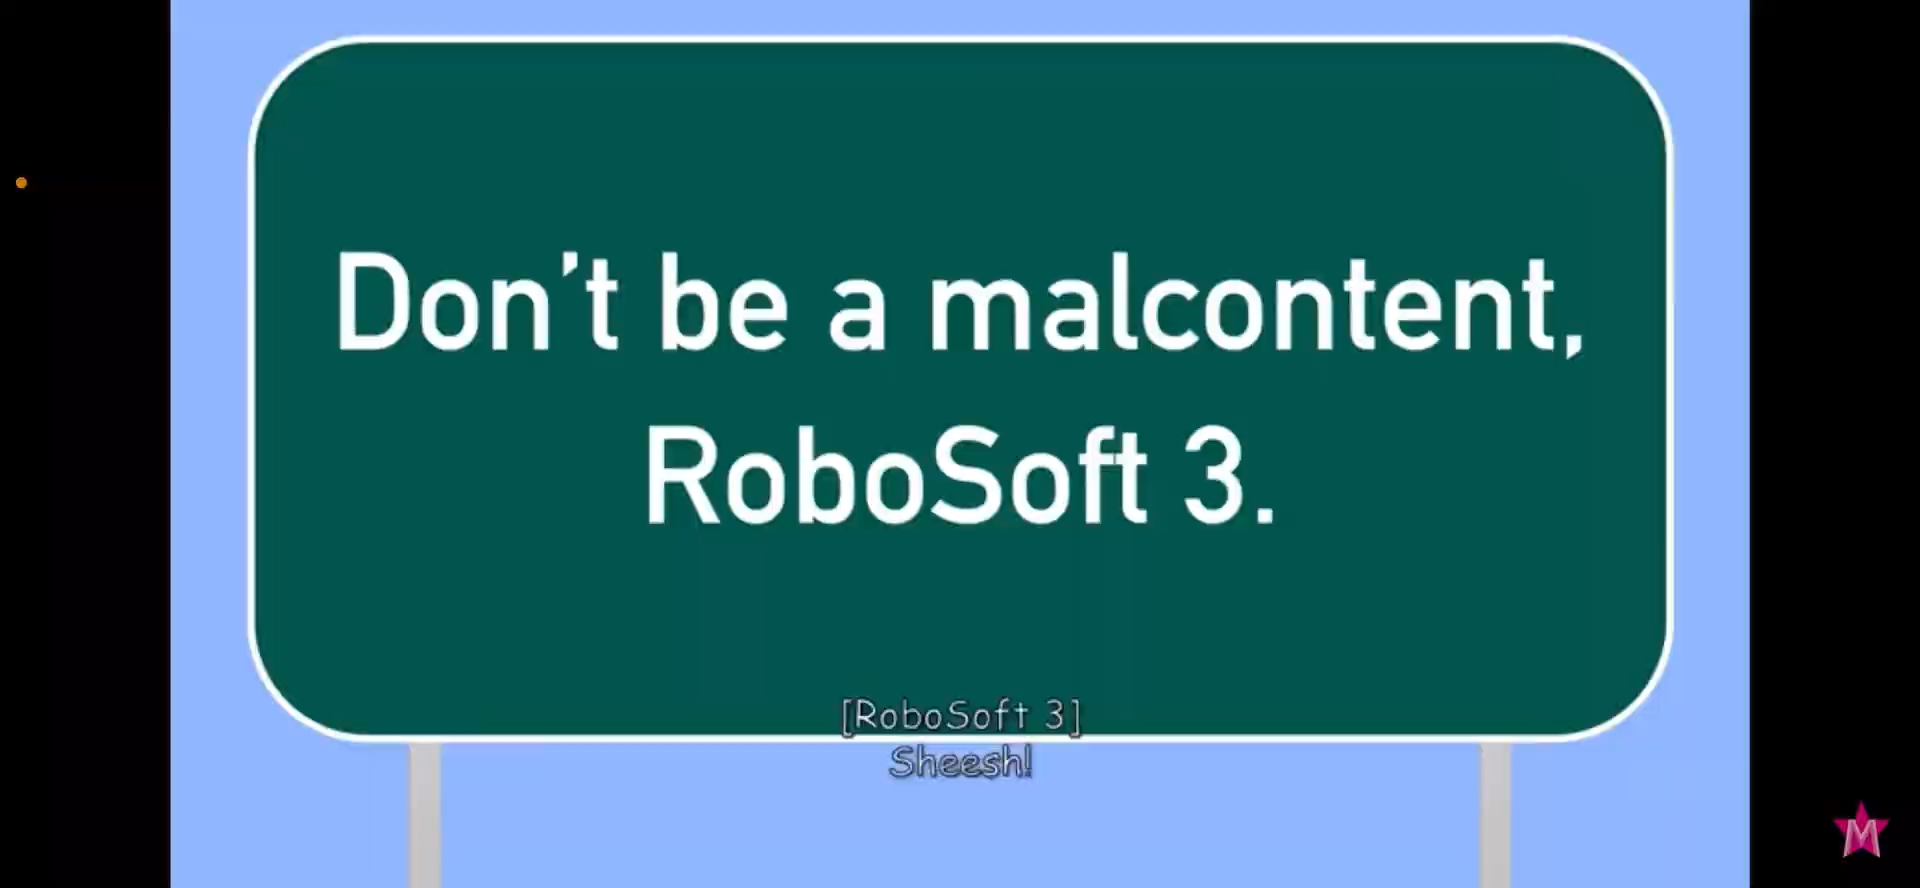 Don’t be a malcontent,
RoboSoft 3.
[RoboSoft 3]
Sheesh!
M